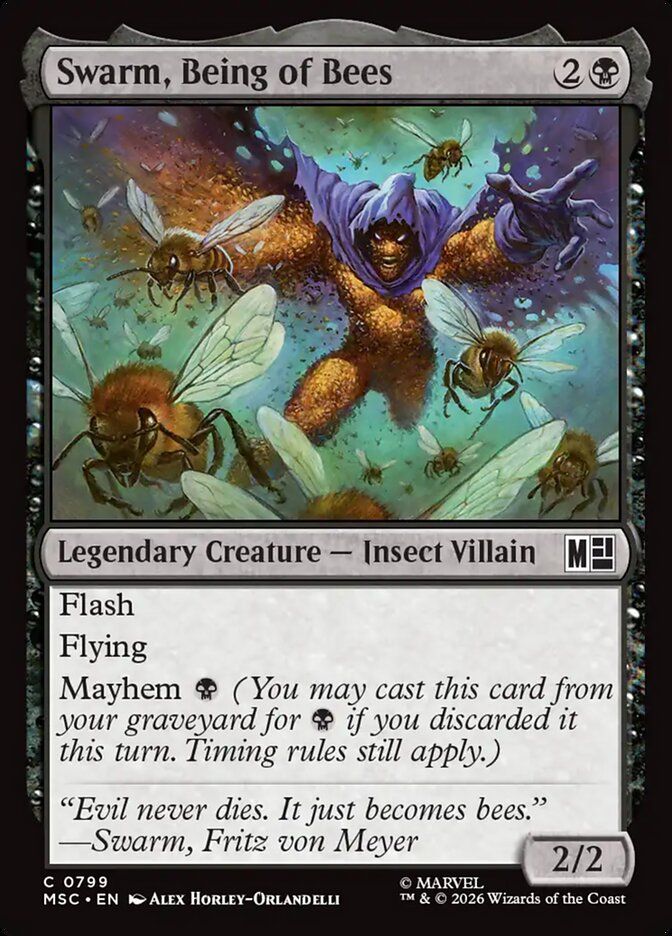 Swarm, Being of Bees 2
Legendary Creature — Insect Villain
Flash
Flying
Mayhem (You may cast this card from
your graveyard for if you discarded it
this turn. Timing rules still apply.)
“Evil never dies. It just becomes bees.”
—Swarm, Fritz von Meyer
2/2
C 0799
MSC • EN Alex Horley-Orlandelli
© MARVEL
™ & © 2026 Wizards of the Coast